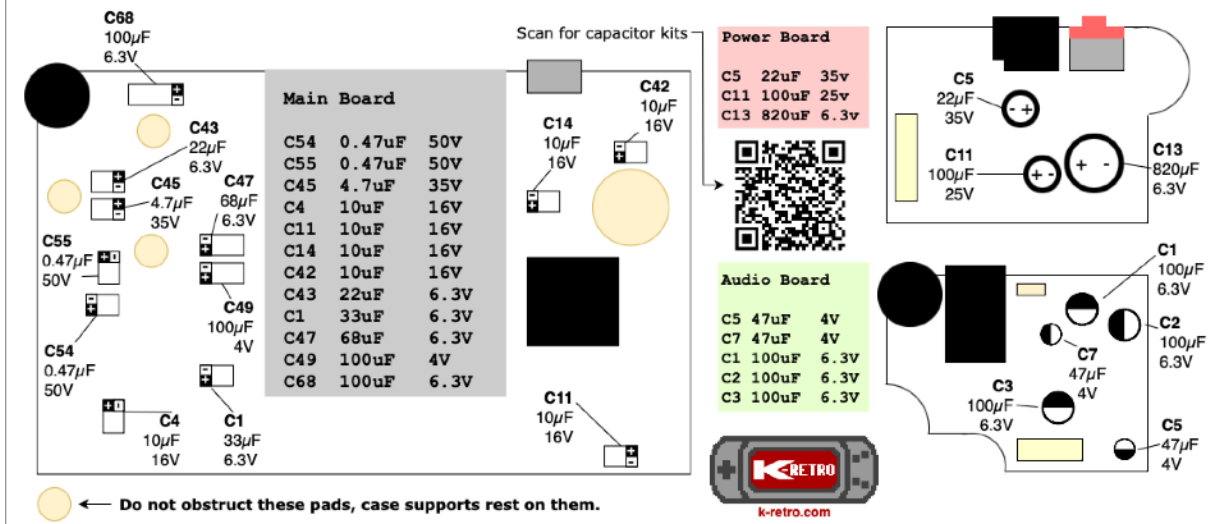 C68
100µF
6.3V
C43
22µF
6.3V
C45
4.7µF
35V
C47
68µF
6.3V
C55
0.47µF
50V
C49
100µF
4V
C54
0.47µF
50V
C4
10µF
16V
C1
33µF
6.3V
Main Board
C54 0.47uF 50V
C55 0.47uF 50V
C45 4.7uF 35V
C4 10uF 16V
C11 10uF 16V
C14 10uF 16V
C42 10uF 16V
C43 22uF 6.3V
C1 33uF 6.3V
C47 68uF 6.3V
C49 100uF 4V
C68 100uF 6.3V
C14
10µF
16V
C42
10µF
16V
C11
10µF
16V
Scan for capacitor kits
Power Board
C5 22uF 35v
C11 100uF 25v
C13 820uF 6.3v
Audio Board
C5 47uF 4V
C7 47uF 4V
C1 100uF 6.3V
C2 100uF 6.3V
C3 100uF 6.3V
K-RETRO
k-retro.com
C5
22µF
35V
C11
100µF
25V
C13
820µF
6.3V
C1
100µF
6.3V
C2
100µF
6.3V
C7
47µF
4V
C3
100µF
6.3V
C5
47µF
4V
Do not obstruct these pads, case supports rest on them.